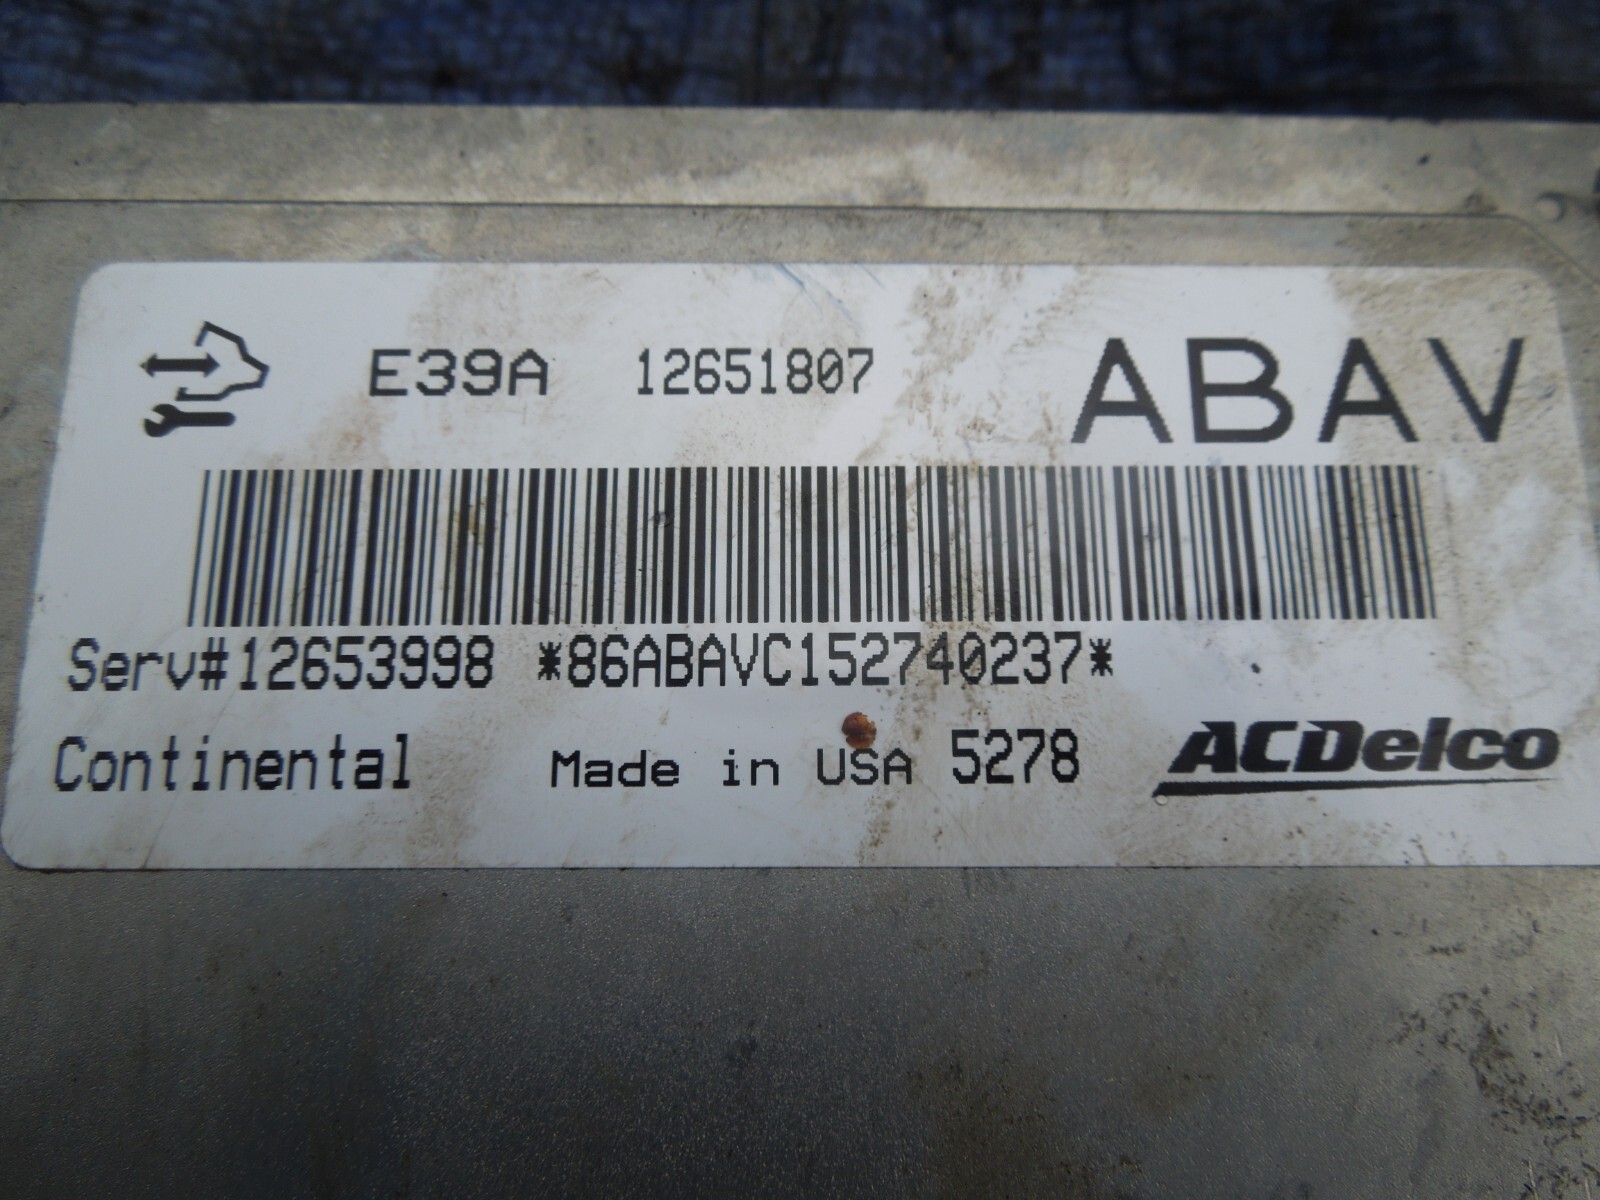 E39A 12651807 ABAV
Serv#12653998 *86ABAVC152740237*
Continental Made in USA 5278 ACDelco